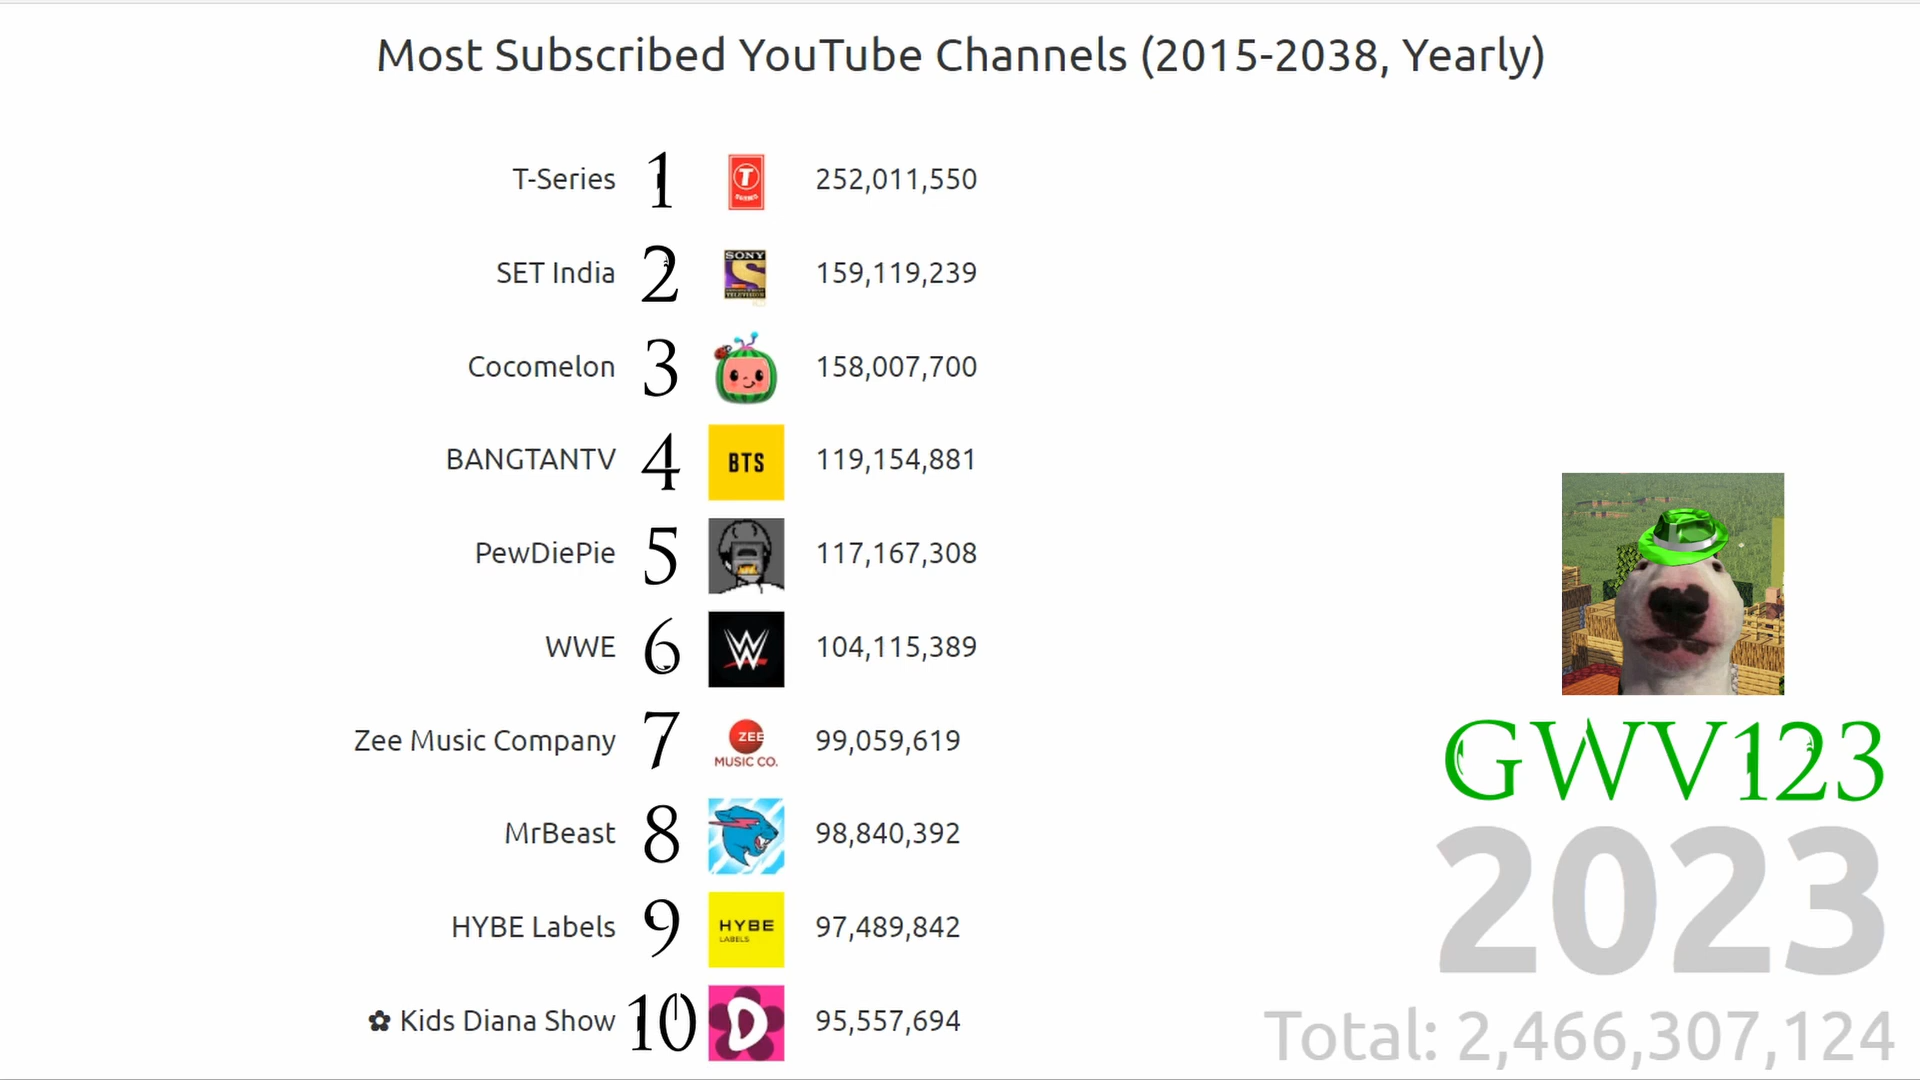 Most Subscribed YouTube Channels (2015-2038, Yearly)
T-Series 1 T 252,011,550
SET India 2 SONY S TELEVISION 159,119,239
Cocomelon 3 158,007,700
BANGTANTV 4 BTS 119,154,881
PewDiePie 5 117,167,308
WWE 6 W 104,115,389
Zee Music Company 7 ZEE MUSIC CO. 99,059,619
MrBeast 8 98,840,392
HYBE Labels 9 HYBE LABELS 97,489,842
✿ Kids Diana Show 10 D 95,557,694
GWV123
2023
Total: 2,466,307,124